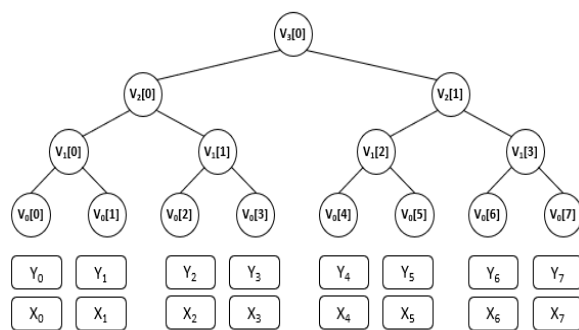 V₃[0]
V₂[0] V₂[1]
V₁[0] V₁[1] V₁[2] V₁[3]
V₀[0] V₀[1] V₀[2] V₀[3] V₀[4] V₀[5] V₀[6] V₀[7]
Y₀ Y₁ Y₂ Y₃ Y₄ Y₅ Y₆ Y₇
X₀ X₁ X₂ X₃ X₄ X₅ X₆ X₇